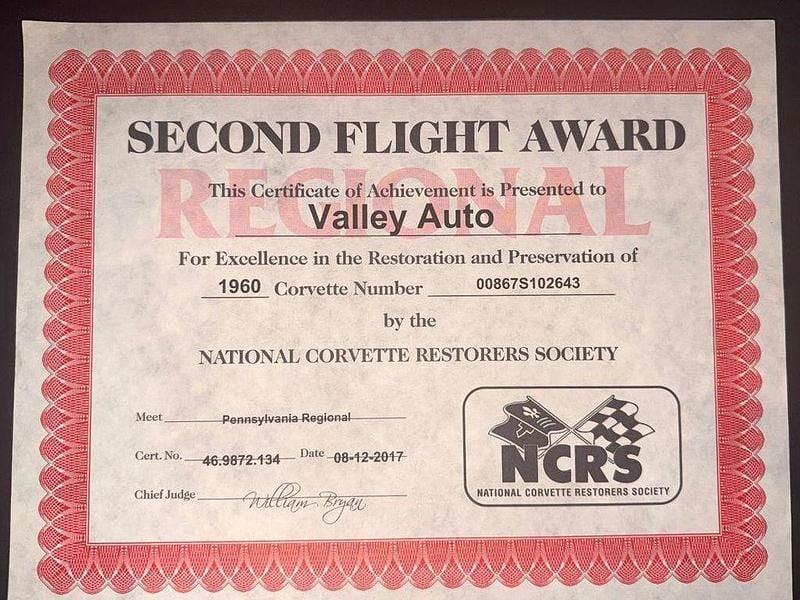 SECOND FLIGHT AWARD
REGIONAL
This Certificate of Achievement is Presented to
Valley Auto
For Excellence in the Restoration and Preservation of
1960 Corvette Number 00867S102643
by the
NATIONAL CORVETTE RESTORERS SOCIETY
Meet Pennsylvania Regional
Cert. No. 46.9872.134 Date 08-12-2017
Chief Judge William Bryan
NCRS
NATIONAL CORVETTE RESTORERS SOCIETY